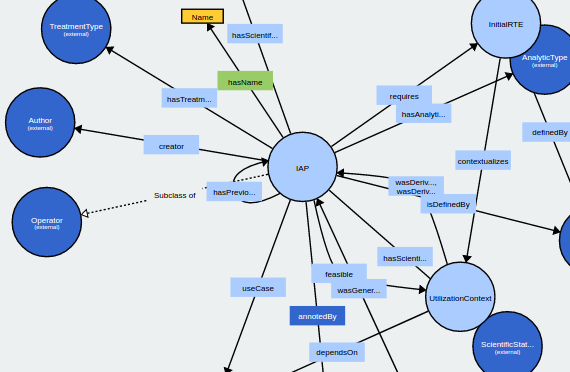 Name
InitialRTE
TreatmentType
(external)
hasScientif...
AnalyticType
(external)
hasName
hasTreatm...
requires
hasAnalyti...
Author
(external)
definedBy
creator
contextualizes
IAP
wasDeriv...,
wasDeriv...
hasPrevio...
Subclass of
isDefinedBy
Operator
(external)
hasScienti...
feasible
useCase
wasGener...
UtilizationContext
annotedBy
ScientificStat...
(external)
dependsOn